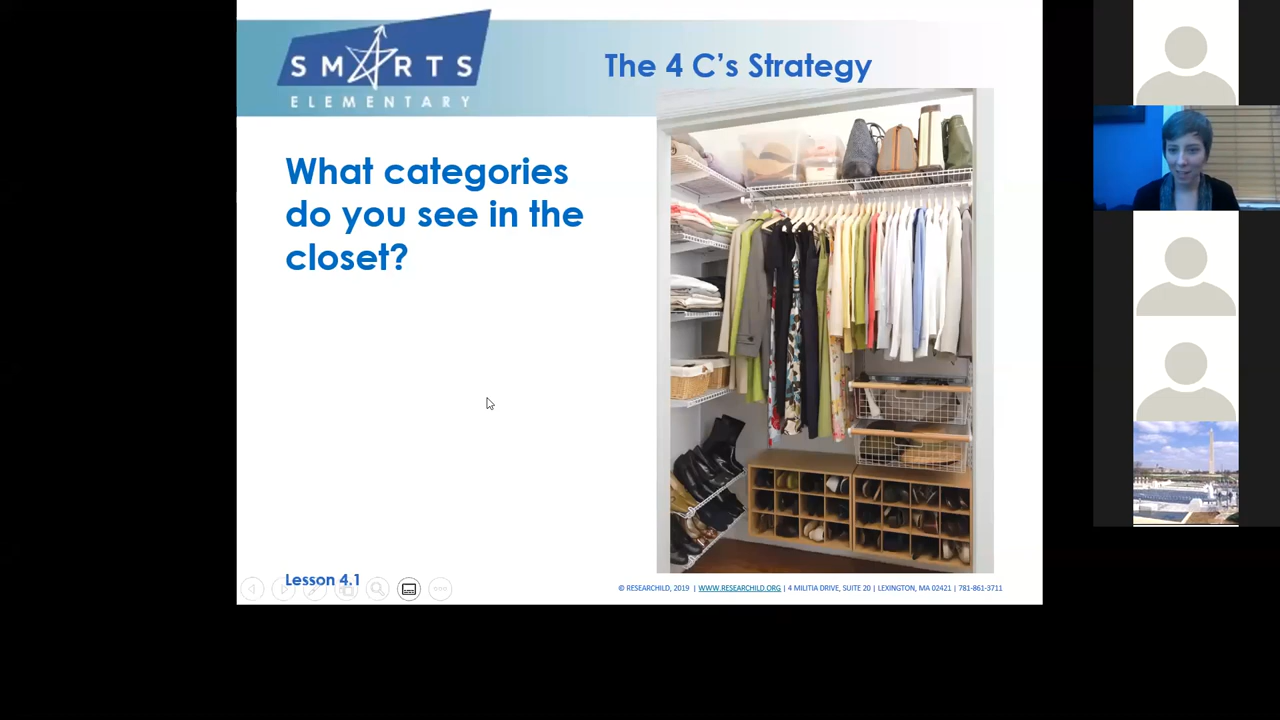 SMARTS
ELEMENTARY
The 4 C's Strategy
What categories
do you see in the
closet?
Lesson 4.1
© RESEARCHILD, 2019 | WWW.RESEARCHILD.ORG | 4 MILITIA DRIVE, SUITE 20 | LEXINGTON, MA 02421 | 781-861-3711